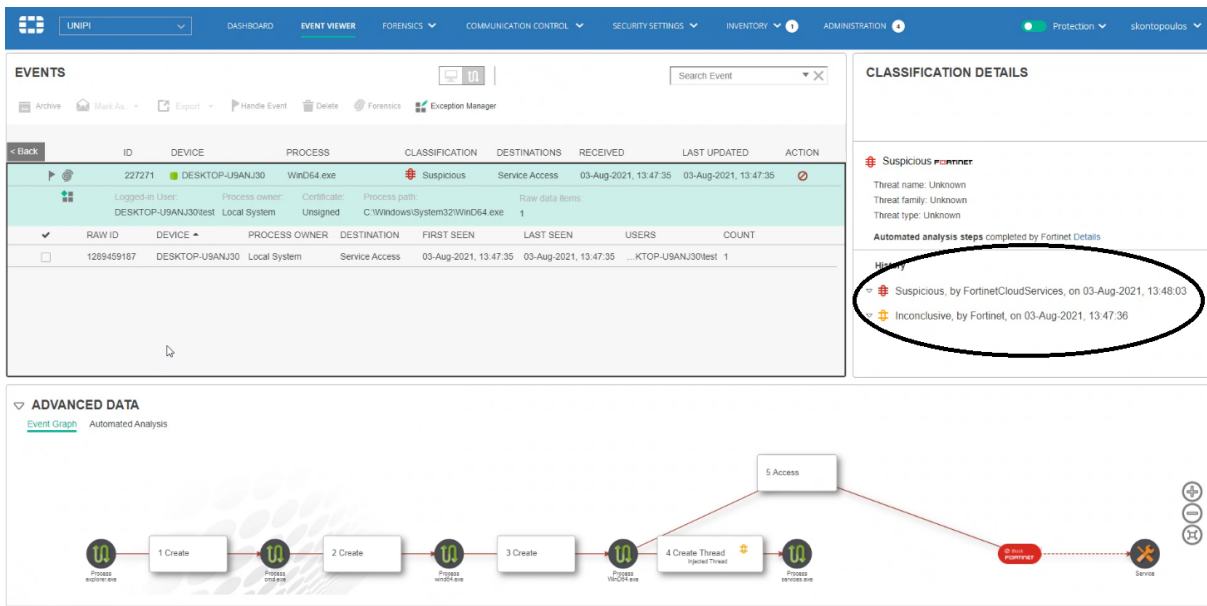 UNIPI
DASHBOARD
EVENT VIEWER
FORENSICS
COMMUNICATION CONTROL
SECURITY SETTINGS
INVENTORY 1
ADMINISTRATION 4
Protection
skontopoulos
EVENTS
Search Event
Archive Mark As... Export Handle Event Delete Forensics Exception Manager
< Back
ID DEVICE PROCESS CLASSIFICATION DESTINATIONS RECEIVED LAST UPDATED ACTION
227271 DESKTOP-U9ANJ30 WinD64.exe Suspicious Service Access 03-Aug-2021, 13:47:35 03-Aug-2021, 13:47:35
Logged-in User: Process owner: Certificate: Process path: Raw data items:
DESKTOP-U9ANJ30\test Local System Unsigned C:\Windows\System32\WinD64.exe 1
RAW ID DEVICE PROCESS OWNER DESTINATION FIRST SEEN LAST SEEN USERS COUNT
1289459187 DESKTOP-U9ANJ30 Local System Service Access 03-Aug-2021, 13:47:35 03-Aug-2021, 13:47:35 ...KTOP-U9ANJ30\test 1
CLASSIFICATION DETAILS
Suspicious FORTINET
Threat name: Unknown
Threat family: Unknown
Threat type: Unknown
Automated analysis steps completed by Fortinet Details
History
Suspicious, by FortinetCloudServices, on 03-Aug-2021, 13:48:03
Inconclusive, by Fortinet, on 03-Aug-2021, 13:47:36
ADVANCED DATA
Event Graph Automated Analysis
5 Access
1 Create
2 Create
3 Create
4 Create Thread
Injected Thread
Process
explorer.exe
Process
cmd.exe
Process
wind64.exe
Process
WinD64.exe
Process
services.exe
Block
FORTINET
Service